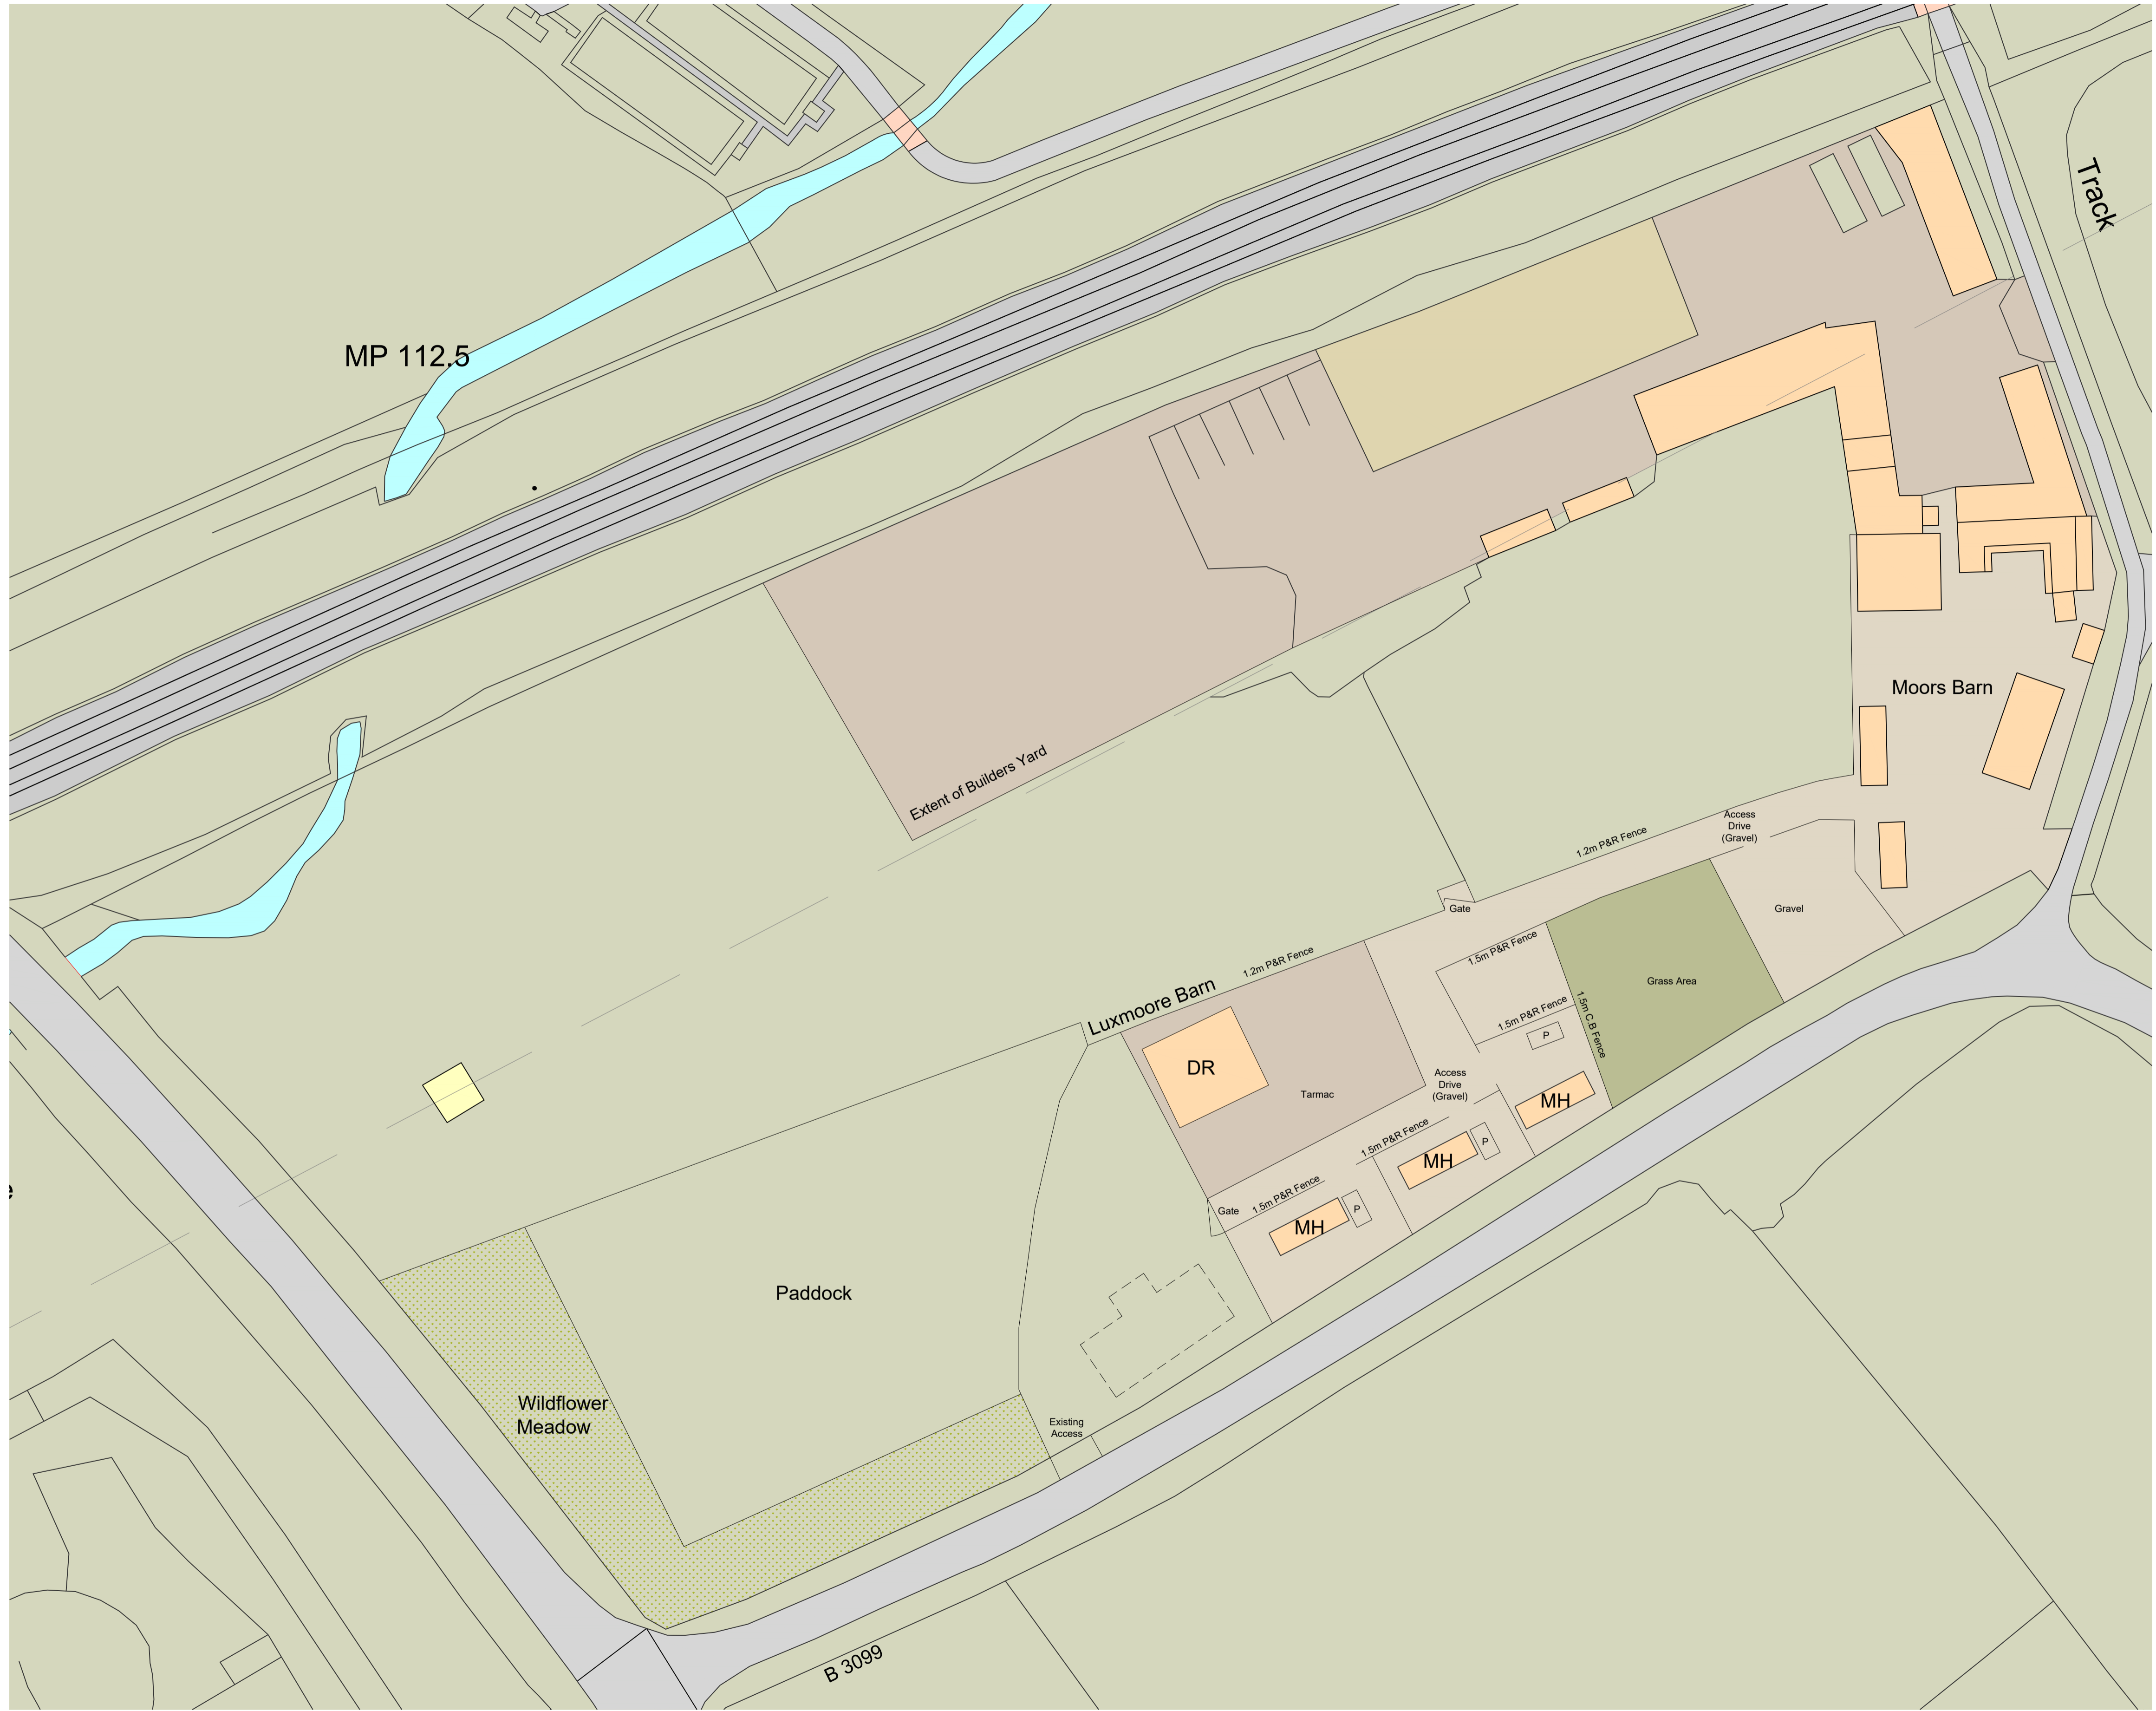 Track
MP 112.5
Moors Barn
Extent of Builders Yard
Access
Drive
(Gravel)
1.2m P&R Fence
Gate
Gravel
1.5m P&R Fence
1.2m P&R Fence
Grass Area
Luxmoore Barn
1.5m P&R Fence
1.5m C.B Fence
P
DR
Access
Drive
(Gravel)
Tarmac
MH
1.5m P&R Fence
P
MH
1.5m P&R Fence
Gate
P
MH
Paddock
Wildflower
Meadow
Existing
Access
B 3099